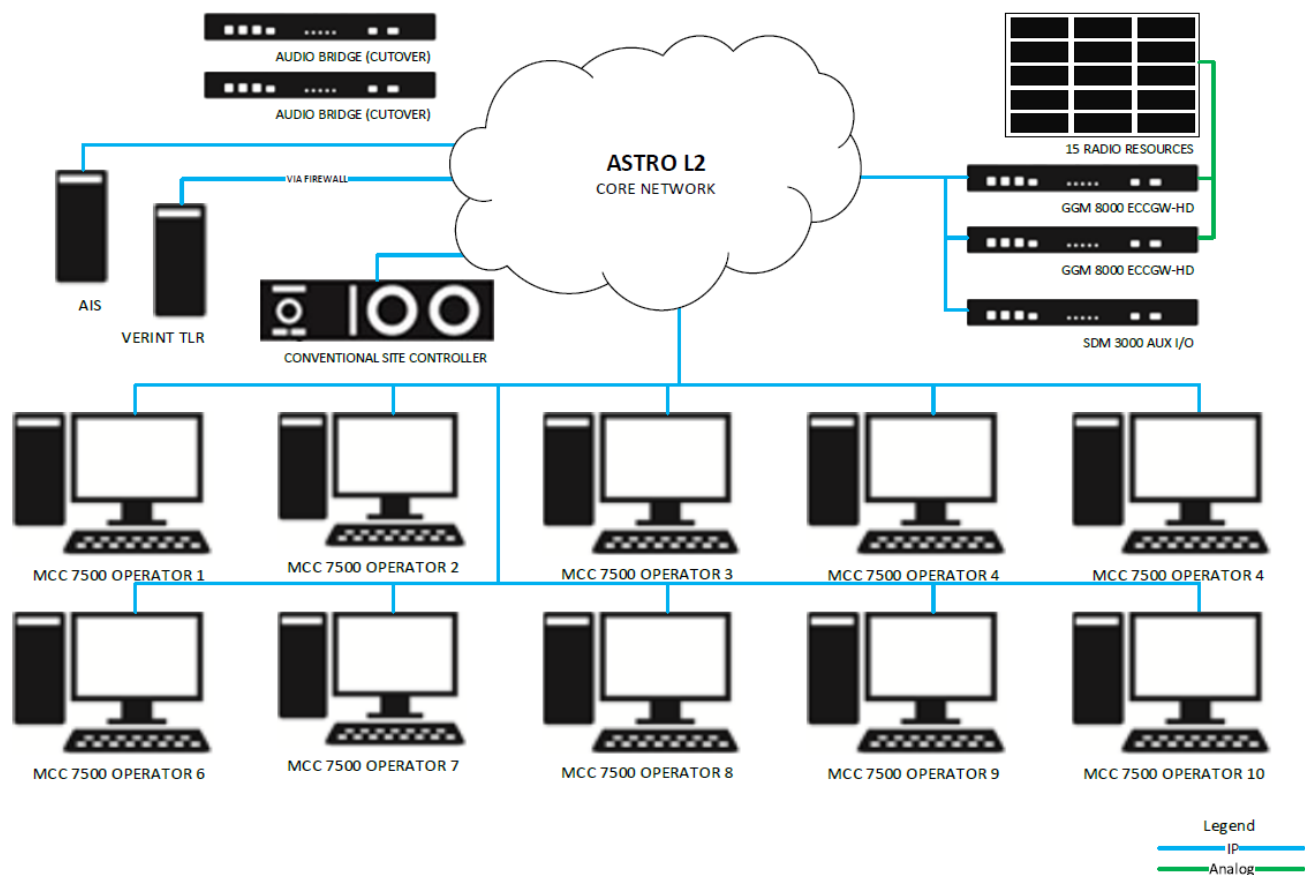 AUDIO BRIDGE (CUTOVER)
AUDIO BRIDGE (CUTOVER)
15 RADIO RESOURCES
ASTRO L2
CORE NETWORK
VIA FIREWALL
GGM 8000 ECCGW-HD
GGM 8000 ECCGW-HD
AIS
VERINT TLR
CONVENTIONAL SITE CONTROLLER
SDM 3000 AUX I/O
MCC 7500 OPERATOR 1
MCC 7500 OPERATOR 2
MCC 7500 OPERATOR 3
MCC 7500 OPERATOR 4
MCC 7500 OPERATOR 4
MCC 7500 OPERATOR 6
MCC 7500 OPERATOR 7
MCC 7500 OPERATOR 8
MCC 7500 OPERATOR 9
MCC 7500 OPERATOR 10
Legend
IP
Analog